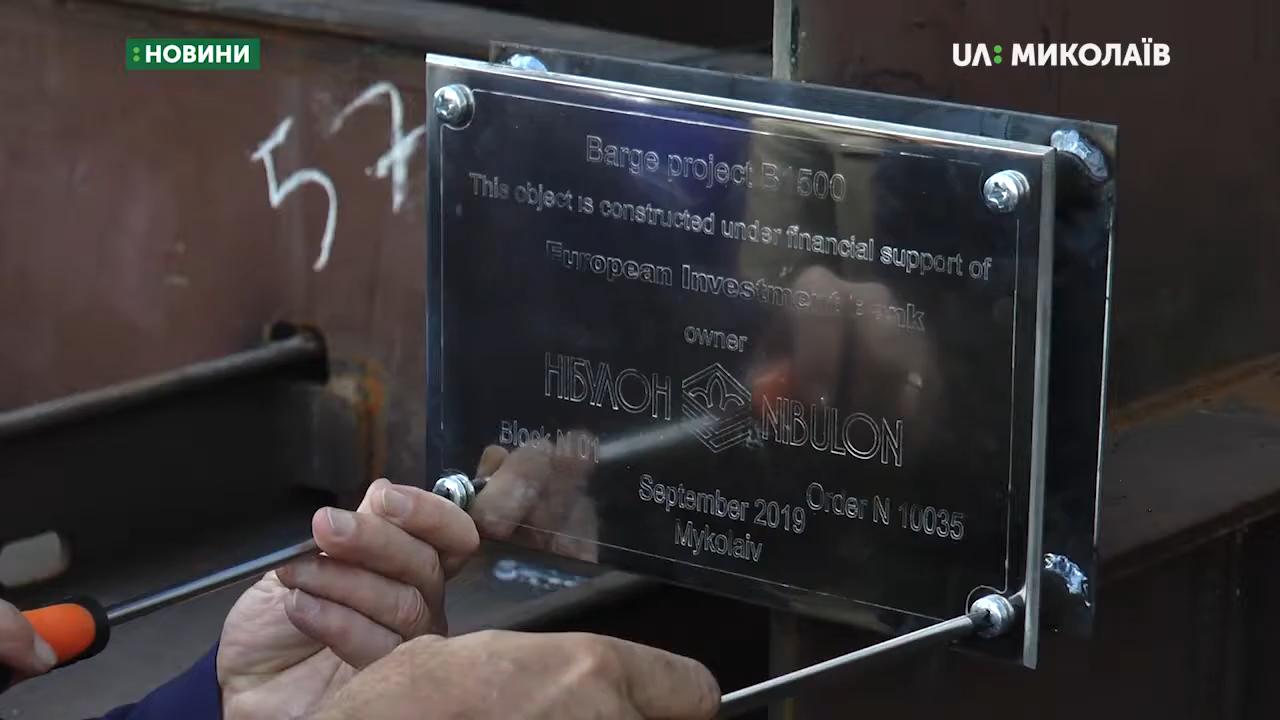 :НОВИНИ
UA: МИКОЛАЇВ
57
Barge project B1500
This object is constructed under financial support of
European Investment Bank
owner
НІБУЛОН NIBULON
Block N 01
Order N 10035
September 2019
Mykolaiv